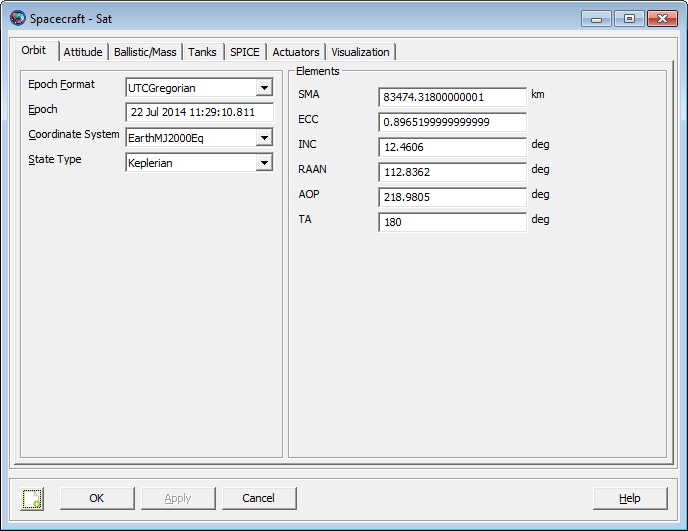 Spacecraft - Sat
Orbit Attitude Ballistic/Mass Tanks SPICE Actuators Visualization
Epoch Format UTCGregorian
Epoch 22 Jul 2014 11:29:10.811
Coordinate System EarthMJ2000Eq
State Type Keplerian
Elements
SMA 83474.31800000001 km
ECC 0.8965199999999999
INC 12.4606 deg
RAAN 112.8362 deg
AOP 218.9805 deg
TA 180 deg
OK Apply Cancel Help